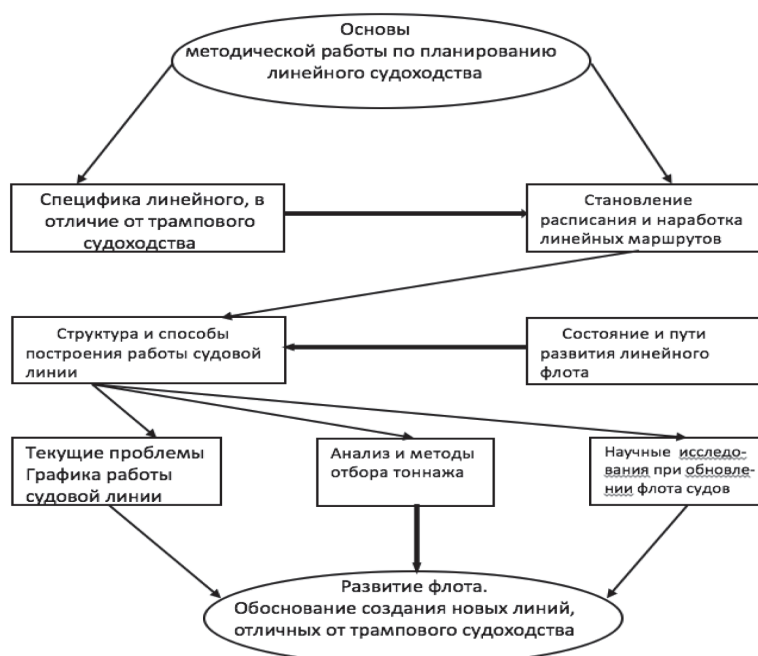 Основы
методической работы по планированию
линейного судоходства
Специфика линейного, в
отличие от трампового
судоходства
Становление
расписания и наработка
линейных маршрутов
Структура и способы
построения работы судовой
линии
Состояние и пути
развития линейного
флота
Текущие проблемы
Графика работы
судовой линии
Анализ и методы
отбора тоннажа
Научные исследо-
вания при обновле-
нии флота судов
Развитие флота.
Обоснование создания новых линий,
отличных от трампового судоходства